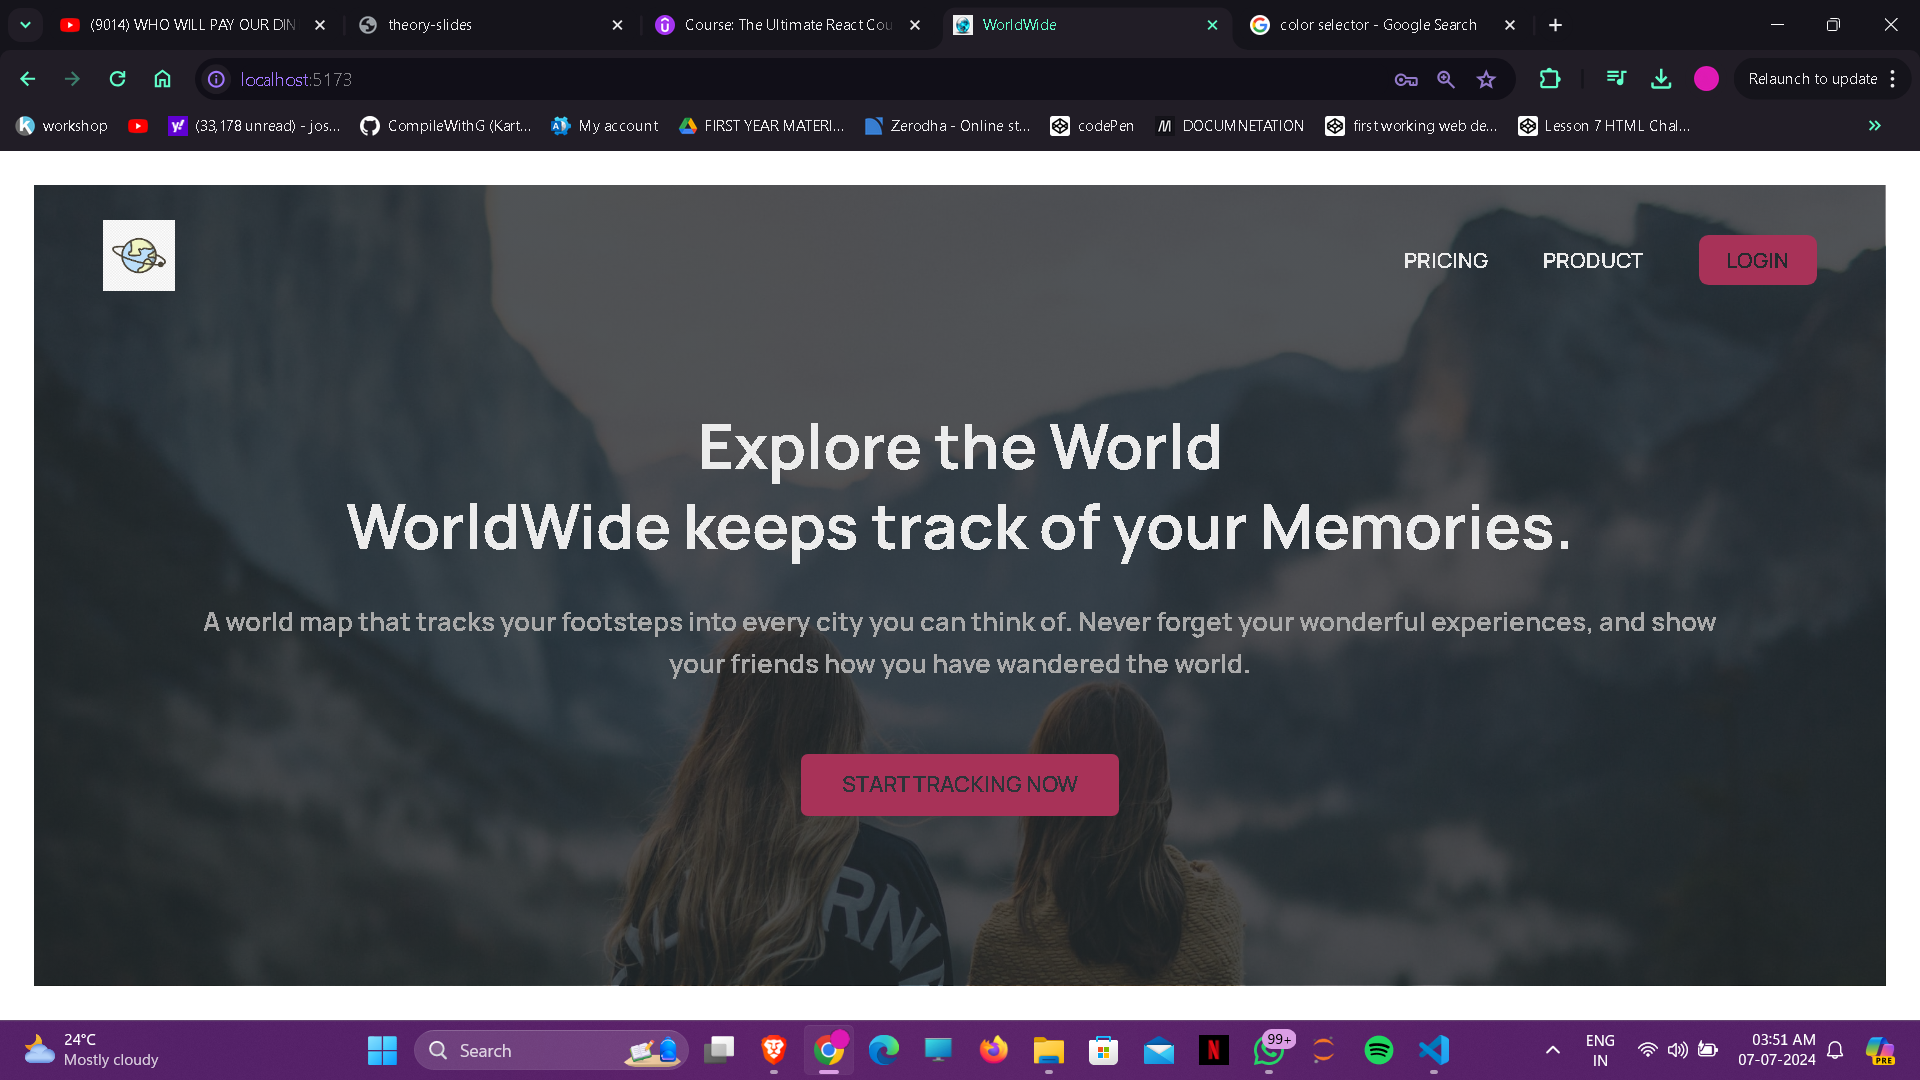 (9014) WHO WILL PAY OUR DIN
theory-slides
Course: The Ultimate React Cou
WorldWide
color selector - Google Search
localhost:5173
Relaunch to update
workshop
(33,178 unread) - jos...
CompileWithG (Kart...
My account
FIRST YEAR MATERI...
Zerodha - Online st...
codePen
DOCUMNETATION
first working web de...
Lesson 7 HTML Chal...
PRICING
PRODUCT
LOGIN
Explore the World
WorldWide keeps track of your Memories.
A world map that tracks your footsteps into every city you can think of. Never forget your wonderful experiences, and show
your friends how you have wandered the world.
START TRACKING NOW
24°C
Mostly cloudy
Search
99+
ENG
IN
03:51 AM
07-07-2024
PRE